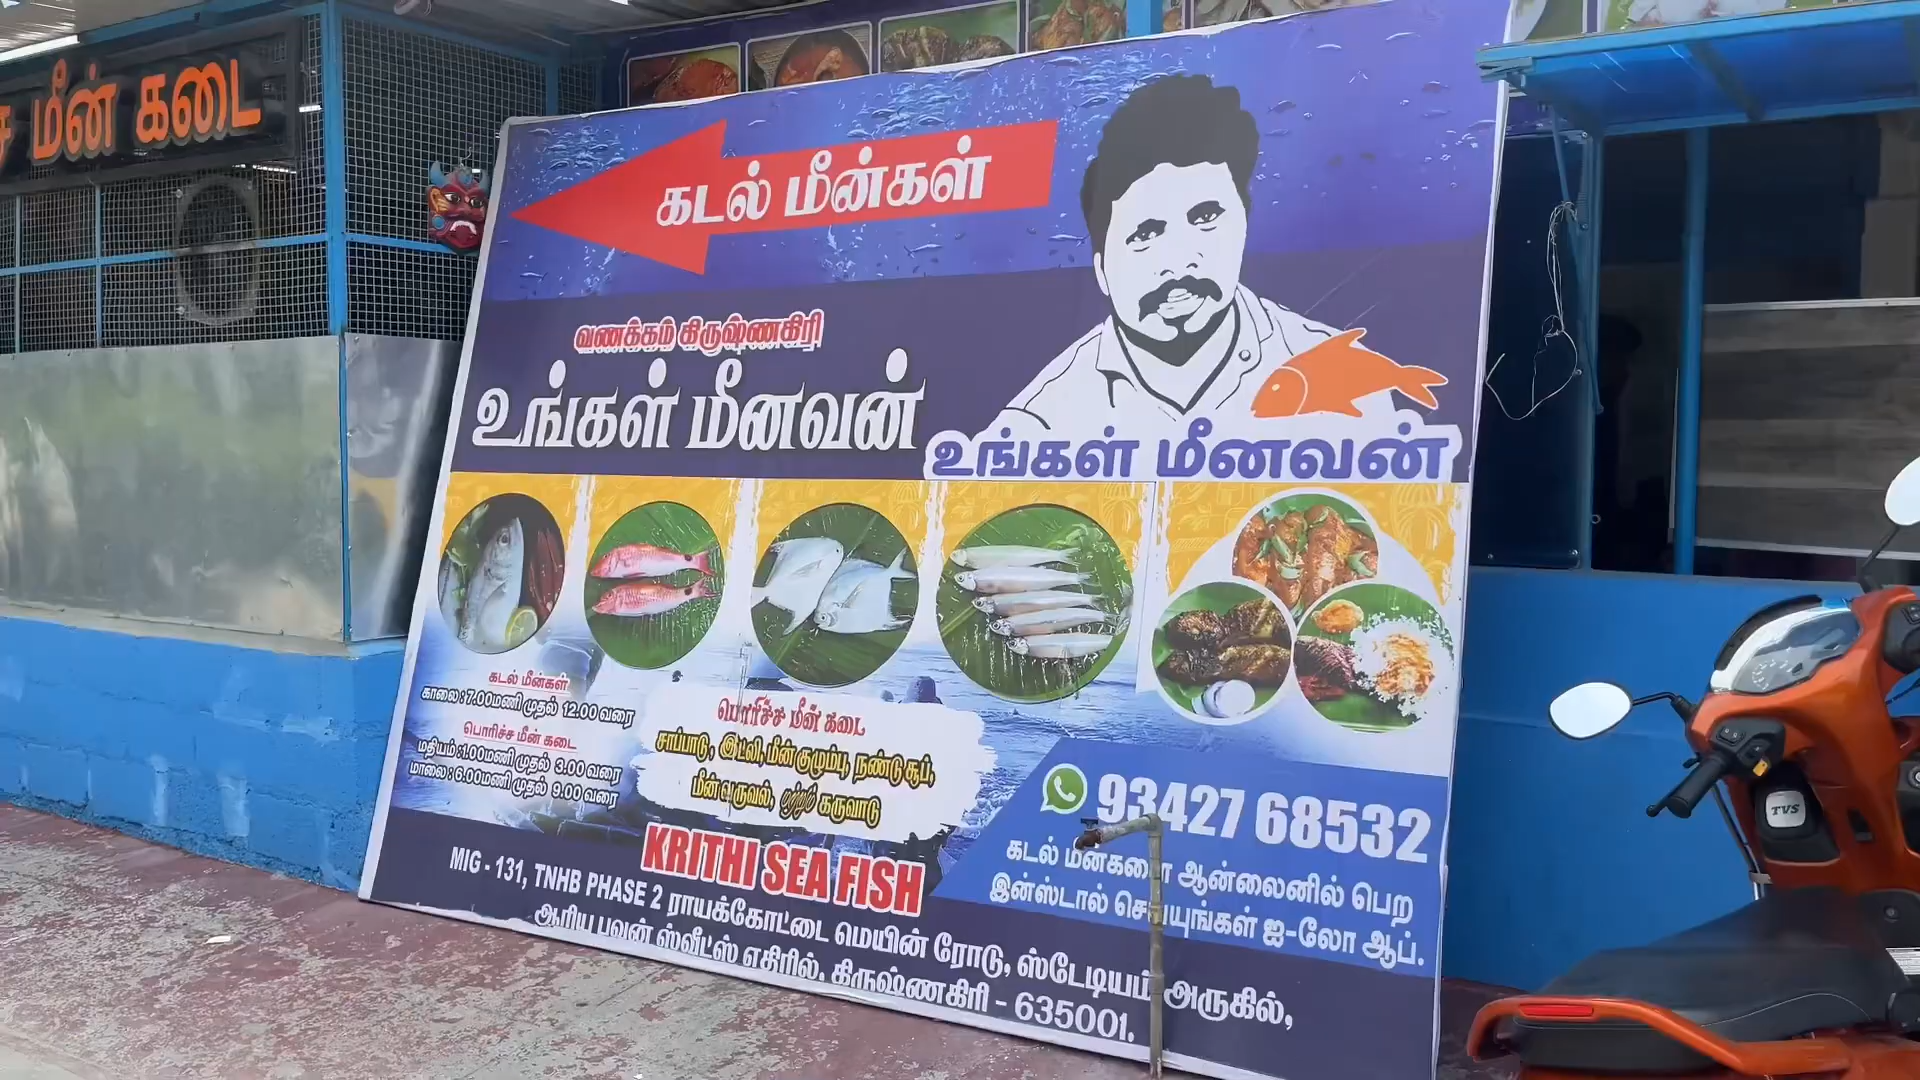 மீன் கடை
கடல் மீன்கள்
வணக்கம் கிருஷ்ணகிரி
உங்கள் மீனவன்
உங்கள் மீனவன்
கடல் மீன்கள்
காலை : 7.00மணி முதல் 12.00 வரை
பொரிச்ச மீன் கடை
மதியம் :1.00மணி முதல் 3.00 வரை
மாலை : 6.00மணி முதல் 9.00 வரை
பொரிச்ச மீன் கடை
சாப்பாடு, இட்லி, மீன் குழம்பு, நண்டு சூப்,
மீன் வருவல், மற்றும் கருவாடு
93427 68532
கடல் மீன்களை ஆன்லைனில் பெற
இன்ஸ்டால் செய்யுங்கள் ஐ-லோ ஆப்.
KRITHI SEA FISH
MIG - 131, TNHB PHASE 2 ராயக்கோட்டை மெயின் ரோடு, ஸ்டேடியம் அருகில்,
ஆரிய பவன் ஸ்வீட்ஸ் எதிரில், கிருஷ்ணகிரி - 635001.
TVS